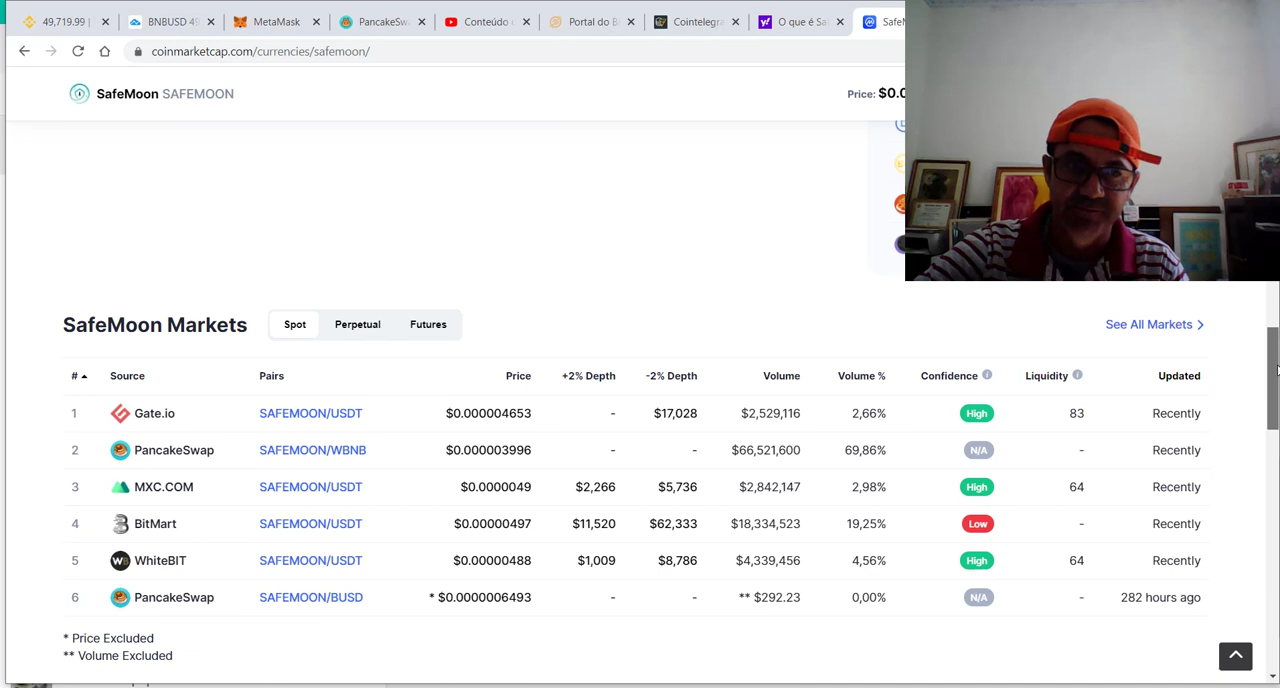 49,719.99 |
BNBUSD 49
MetaMask
PancakeSwa
Conteúdo
Portal do B
Cointelegra
O que é Sa
SafeM
coinmarketcap.com/currencies/safemoon/
SafeMoon SAFEMOON
Price: $0.0
SafeMoon Markets
Spot
Perpetual
Futures
See All Markets
# Source Pairs Price +2% Depth -2% Depth Volume Volume % Confidence Liquidity Updated
1 Gate.io SAFEMOON/USDT $0.000004653 - $17,028 $2,529,116 2,66% High 83 Recently
2 PancakeSwap SAFEMOON/WBNB $0.000003996 - - $66,521,600 69,86% N/A - Recently
3 MXC.COM SAFEMOON/USDT $0.0000049 $2,266 $5,736 $2,842,147 2,98% High 64 Recently
4 BitMart SAFEMOON/USDT $0.00000497 $11,520 $62,333 $18,334,523 19,25% Low - Recently
5 WhiteBIT SAFEMOON/USDT $0.00000488 $1,009 $8,786 $4,339,456 4,56% High 64 Recently
6 PancakeSwap SAFEMOON/BUSD * $0.0000006493 - - ** $292.23 0,00% N/A - 282 hours ago
* Price Excluded
** Volume Excluded